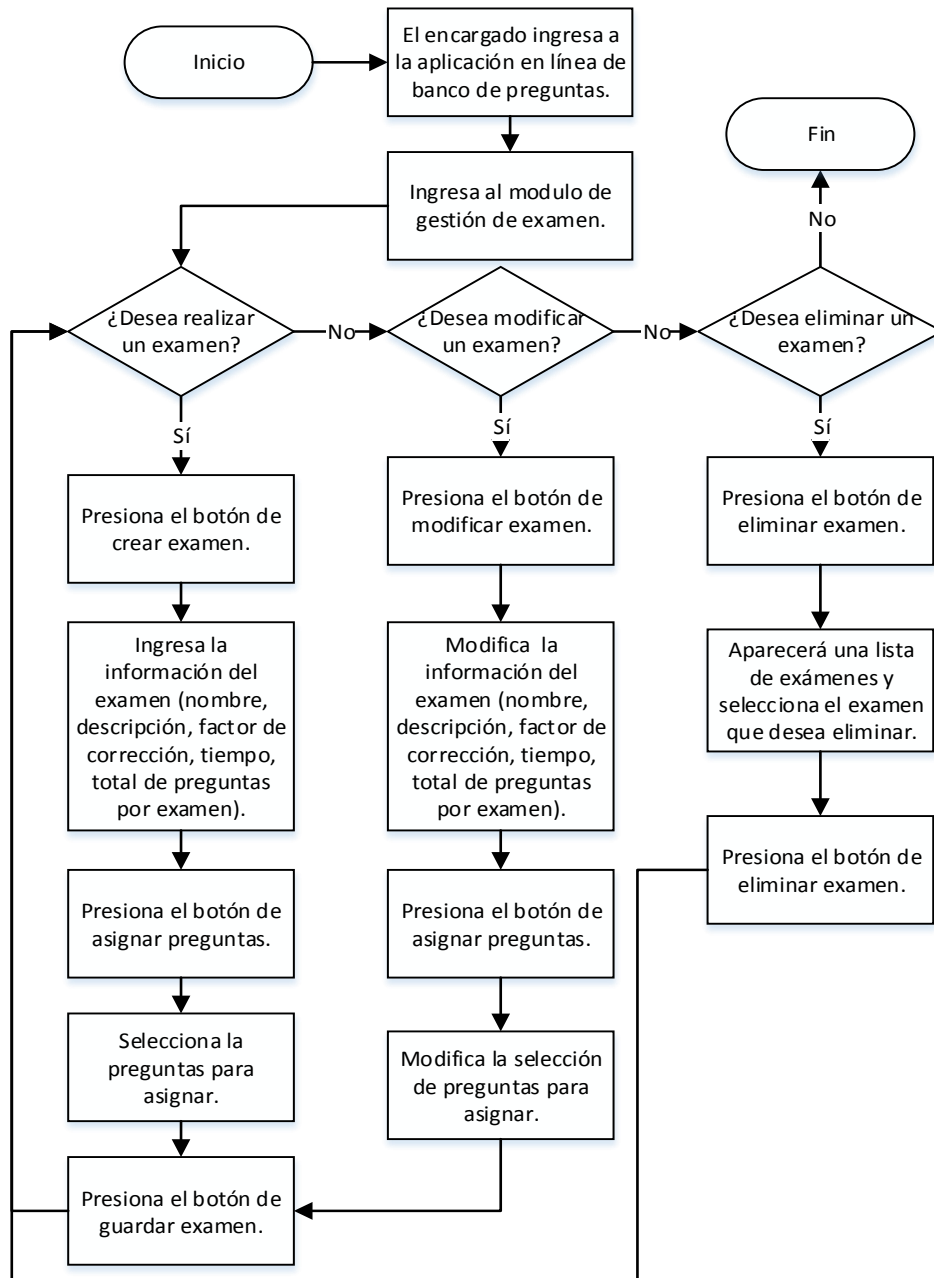 Inicio
El encargado ingresa a
la aplicación en línea de
banco de preguntas.
Fin
Ingresa al modulo de
gestión de examen.
No
¿Desea realizar
un examen?
No
¿Desea modificar
un examen?
No
¿Desea eliminar un
examen?
Sí
Sí
Sí
Presiona el botón de
crear examen.
Presiona el botón de
modificar examen.
Presiona el botón de
eliminar examen.
Ingresa la
información del
examen (nombre,
descripción, factor de
corrección, tiempo,
total de preguntas
por examen).
Modifica la
información del
examen (nombre,
descripción, factor de
corrección, tiempo,
total de preguntas
por examen).
Aparecerá una lista
de exámenes y
selecciona el examen
que desea eliminar.
Presiona el botón de
asignar preguntas.
Presiona el botón de
asignar preguntas.
Presiona el botón de
eliminar examen.
Selecciona la
preguntas para
asignar.
Modifica la selección
de preguntas para
asignar.
Presiona el botón de
guardar examen.